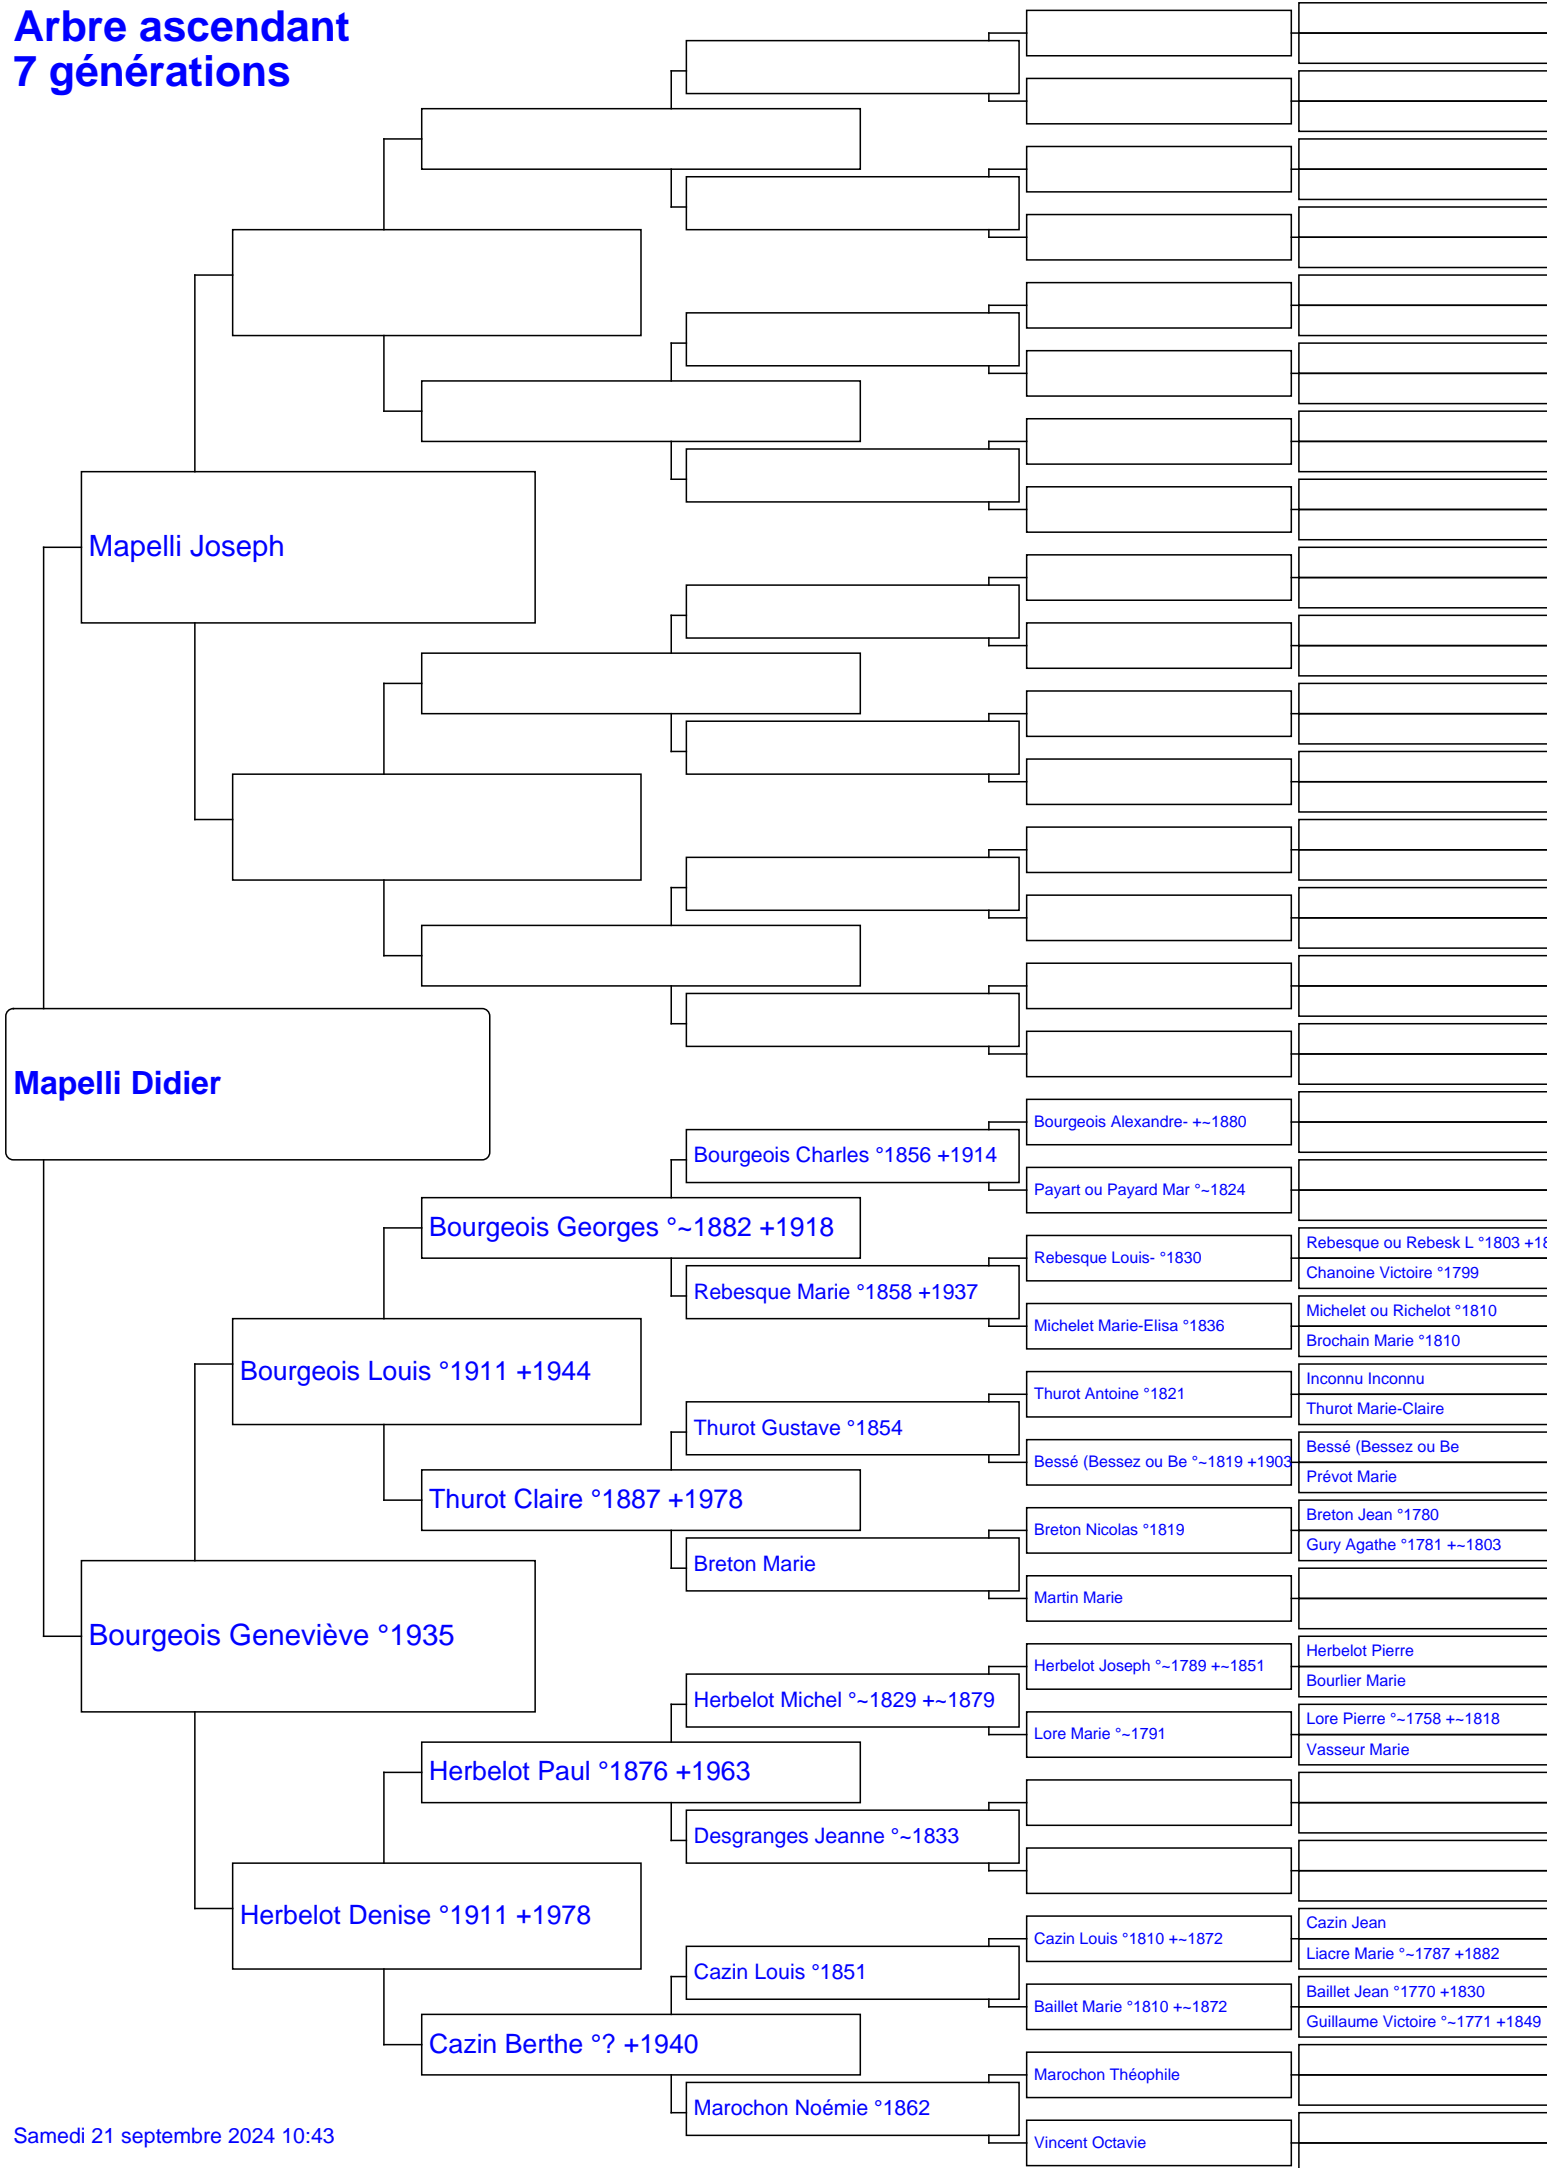 Arbre ascendant
7 générations
Mapelli Joseph
Mapelli Didier
Bourgeois Alexandre- +~1880
Bourgeois Charles °1856 +1914
Payart ou Payard Mar °~1824
Bourgeois Georges °~1882 +1918
Rebesque ou Rebesk L °1803 +18
Rebesque Louis- °1830
Chanoine Victoire °1799
Rebesque Marie °1858 +1937
Michelet ou Richelot °1810
Michelet Marie-Elisa °1836
Brochain Marie °1810
Bourgeois Louis °1911 +1944
Inconnu Inconnu
Thurot Antoine °1821
Thurot Marie-Claire
Thurot Gustave °1854
Bessé (Bessez ou Be
Bessé (Bessez ou Be °~1819 +1903
Prévot Marie
Thurot Claire °1887 +1978
Breton Jean °1780
Breton Nicolas °1819
Gury Agathe °1781 +~1803
Breton Marie
Martin Marie
Bourgeois Geneviève °1935
Herbelot Pierre
Herbelot Joseph °~1789 +~1851
Bourlier Marie
Herbelot Michel °~1829 +~1879
Lore Pierre °~1758 +~1818
Lore Marie °~1791
Vasseur Marie
Herbelot Paul °1876 +1963
Desgranges Jeanne °~1833
Herbelot Denise °1911 +1978
Cazin Jean
Cazin Louis °1810 +~1872
Liacre Marie °~1787 +1882
Cazin Louis °1851
Baillet Jean °1770 +1830
Baillet Marie °1810 +~1872
Guillaume Victoire °~1771 +1849
Cazin Berthe °? +1940
Marochon Théophile
Marochon Noémie °1862
Vincent Octavie
Samedi 21 septembre 2024 10:43